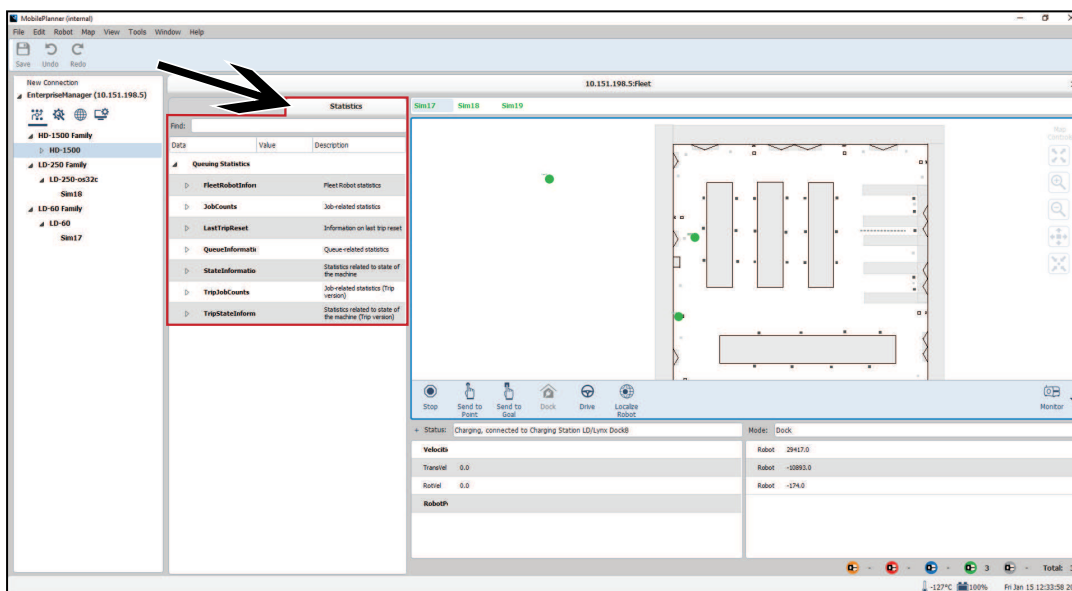 MobilePlanner (internal)
File Edit Robot Map View Tools Window Help
Save Undo Redo
New Connection
EnterpriseManager (10.151.198.5)
HD-1500 Family
HD-1500
LD-250 Family
LD-250-os32c
Sim18
LD-60 Family
LD-60
Sim17
10.151.198.5:Fleet
Statistics
Find:
Data Value Description
Queuing Statistics
FleetRobotInforn Fleet Robot statistics
JobCounts Job-related statistics
LastTripReset Information on last trip reset
QueueInformatic Queue-related statistics
StateInformatio Statistics related to state of
the machine
TripJobCounts Job-related statistics (Trip
version)
TripStateInform Statistics related to state of
the machine (Trip version)
Sim17 Sim18 Sim19
Map
Controls
Stop Send to
Point Send to
Goal Dock Drive Localize
Robot Monitor
+ Status: Charging, connected to Charging Station LD/Lynx Dock8 Mode: Dock
TransVel 0.0
RotVel 0.0
Robot 29417.0
Robot -10893.0
Robot -174.0
- - - 3 - Total:
-127°C 100% Fri Jan 15 12:33:58 20